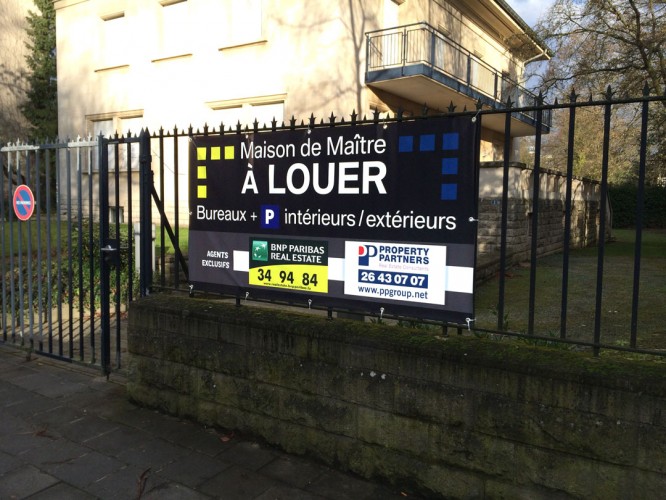 Maison de Maître
À LOUER
Bureaux + P intérieurs/extérieurs
AGENTS
EXCLUSIFS
BNP PARIBAS
REAL ESTATE
34 94 84
PD PROPERTY
PARTNERS
26 43 07 07
www.ppgroup.net